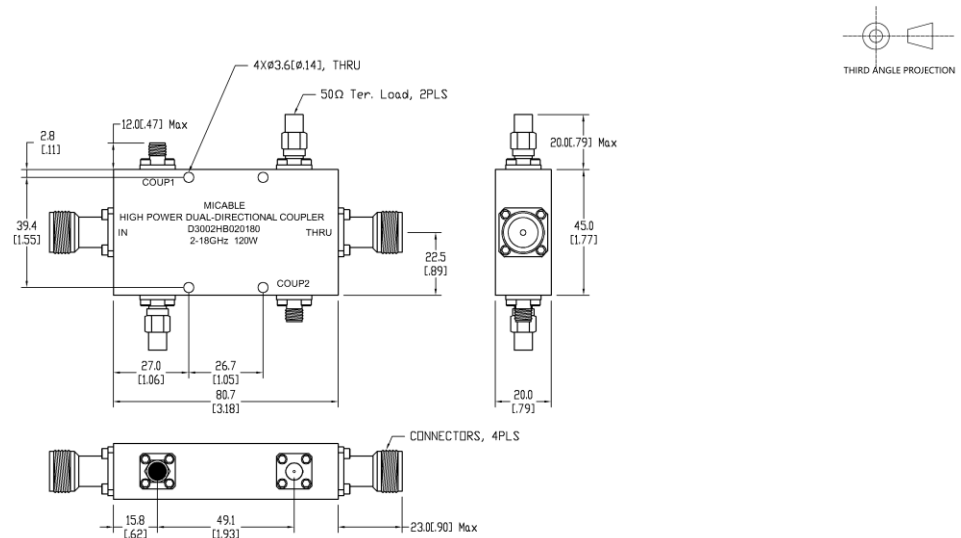 THIRD ANGLE PROJECTION
4XØ3.6[Ø.14], THRU
50Ω Ter. Load, 2PLS
12.0[.47] Max
2.8
[.11]
20.0[.79] Max
COUP1
MICABLE
HIGH POWER DUAL-DIRECTIONAL COUPLER
D3002HB020180
2-18GHz 120W
IN
THRU
39.4
[1.55]
45.0
[1.77]
22.5
[.89]
COUP2
27.0
[1.06]
26.7
[1.05]
80.7
[3.18]
20.0
[.79]
CONNECTORS, 4PLS
15.8
[.62]
49.1
[1.93]
23.0[.90] Max